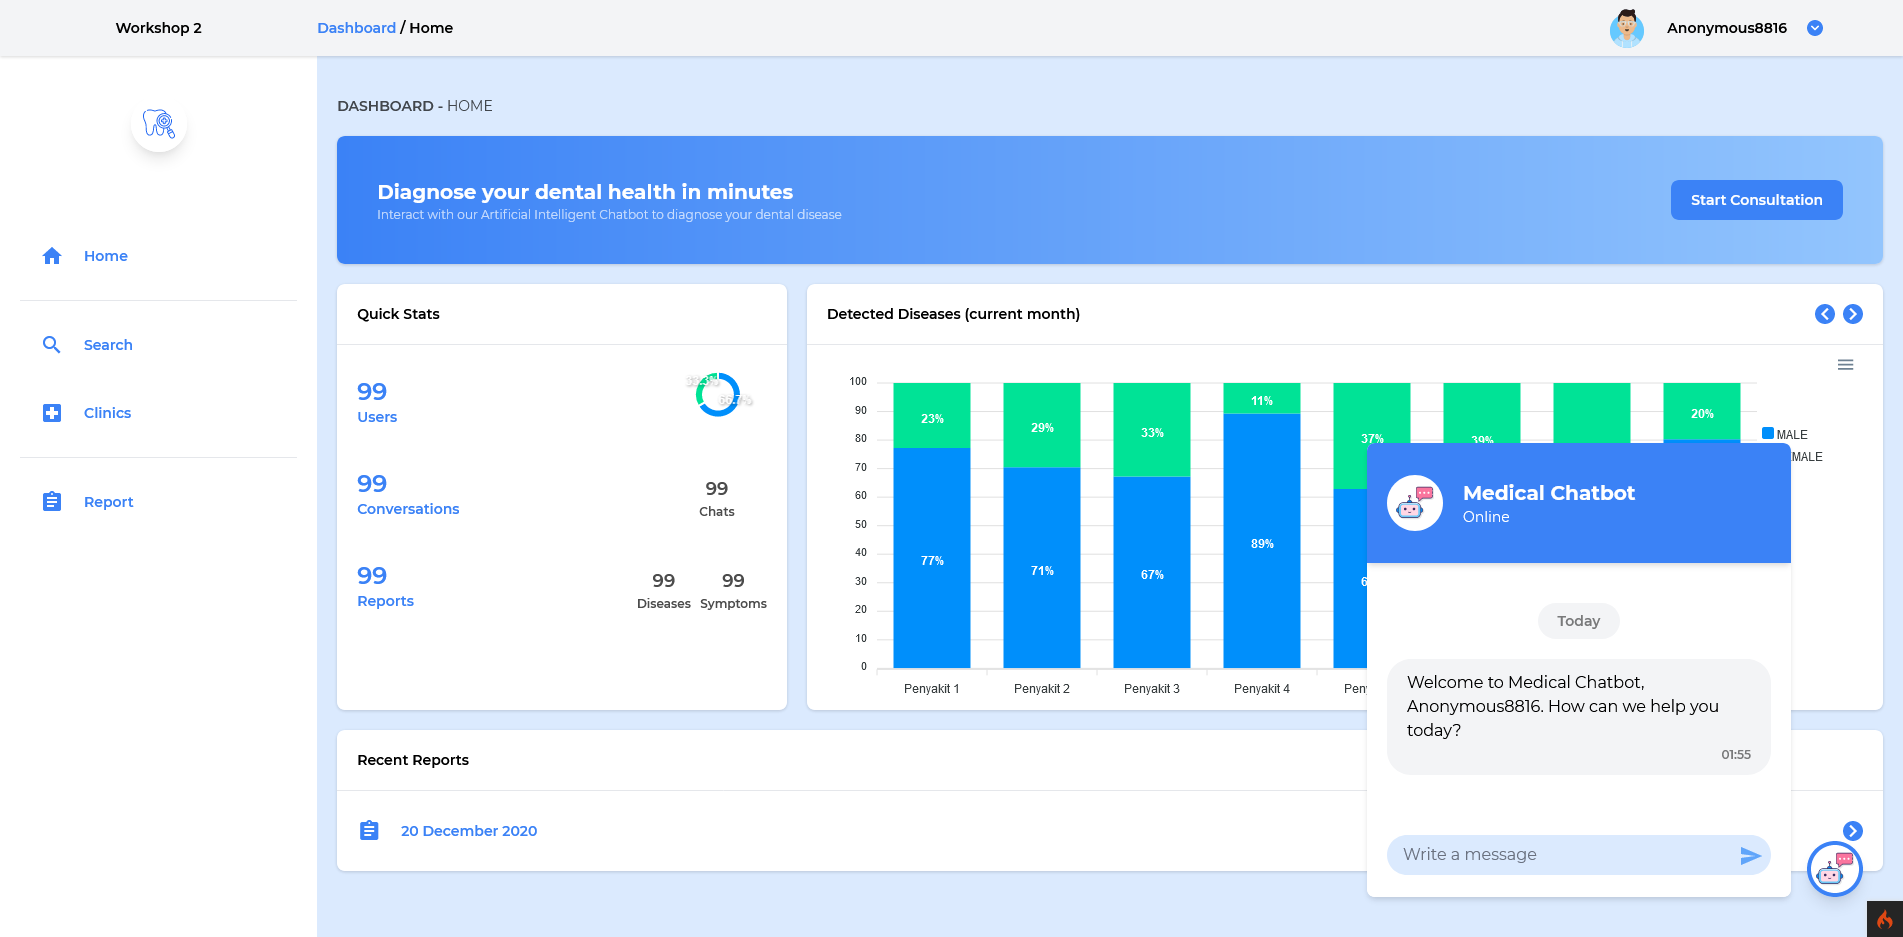 Workshop 2
Dashboard / Home
Anonymous8816
DASHBOARD - HOME
Diagnose your dental health in minutes
Interact with our Artificial Intelligent Chatbot to diagnose your dental disease
Start Consultation
Home
Search
Clinics
Report
Quick Stats
99
Users
33.3%
66.7%
99
Conversations
99
Chats
99
Reports
99
Diseases
99
Symptoms
Detected Diseases (current month)
100
90
80
70
60
50
40
30
20
10
0
23%
29%
33%
11%
37%
39%
20%
77%
71%
67%
89%
6
Penyakit 1
Penyakit 2
Penyakit 3
Penyakit 4
Pen
MALE
MALE
Medical Chatbot
Online
Today
Welcome to Medical Chatbot,
Anonymous8816. How can we help you
today?
01:55
Write a message
Recent Reports
20 December 2020